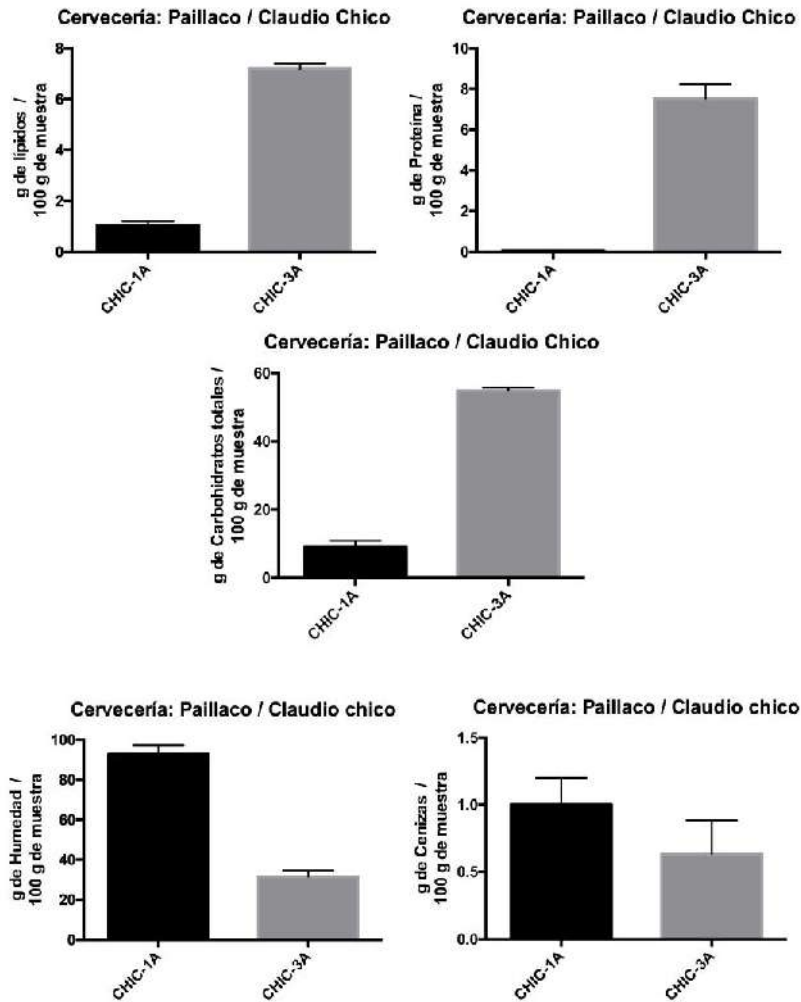 Cervecería: Paillaco / Claudio Chico
g de lípidos /
100 g de muestra
8
6
4
2
0
CHIC-1A
CHIC-3A
Cervecería: Paillaco / Claudio Chico
g de Proteína /
100 g de muestra
10
8
6
4
2
0
CHIC-1A
CHIC-3A
Cervecería: Paillaco / Claudio Chico
g de Carbohidratos totales /
100 g de muestra
60
40
20
0
CHIC-1A
CHIC-3A
Cervecería: Paillaco / Claudio chico
g de Humedad /
100 g de muestra
100
80
60
40
20
0
CHIC-1A
CHIC-3A
Cervecería: Paillaco / Claudio chico
g de Cenizas /
100 g de muestra
1.5
1.0
0.5
0.0
CHIC-1A
CHIC-3A